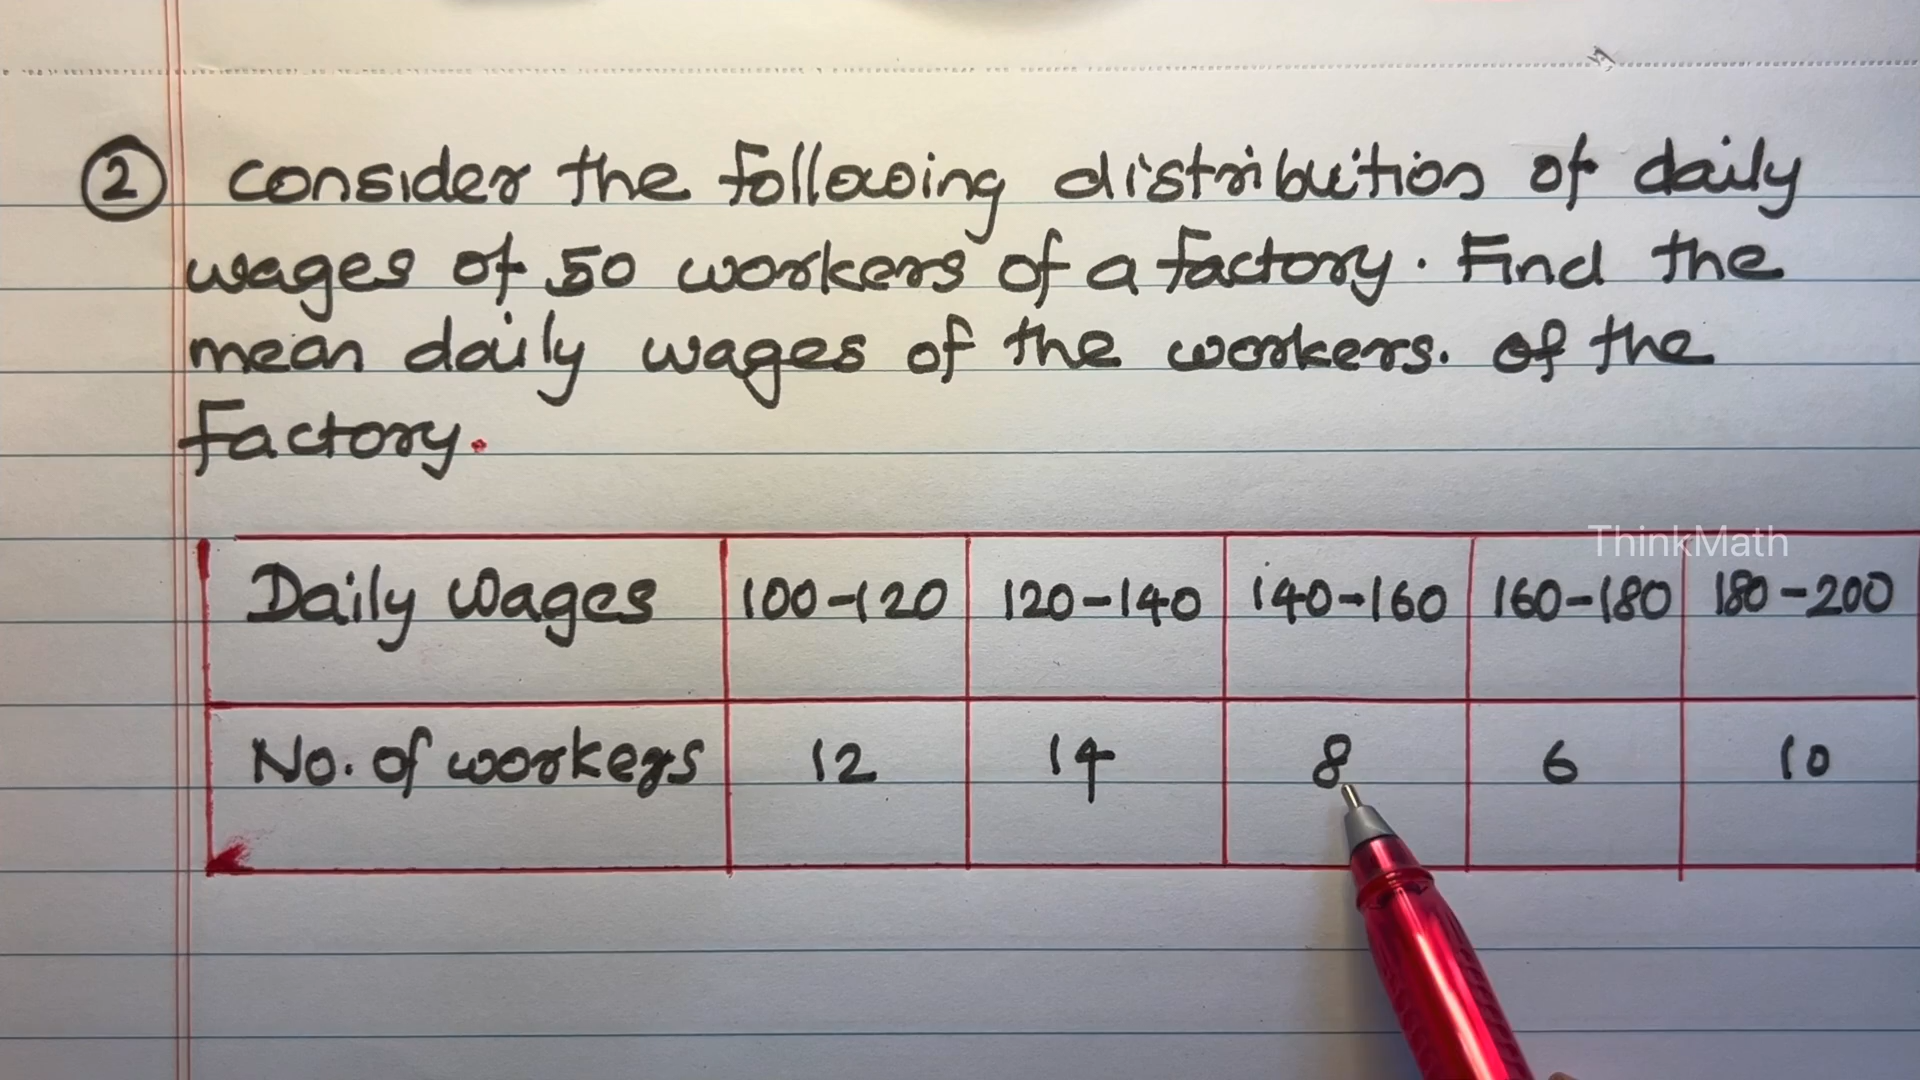 ② consider the following distribution of daily
wages of 50 workers of a factory. Find the
mean daily wages of the workers. of the
factory.
ThinkMath
Daily wages 100-120 120-140 140-160 160-180 180-200
No. of workers 12 14 8 6 10